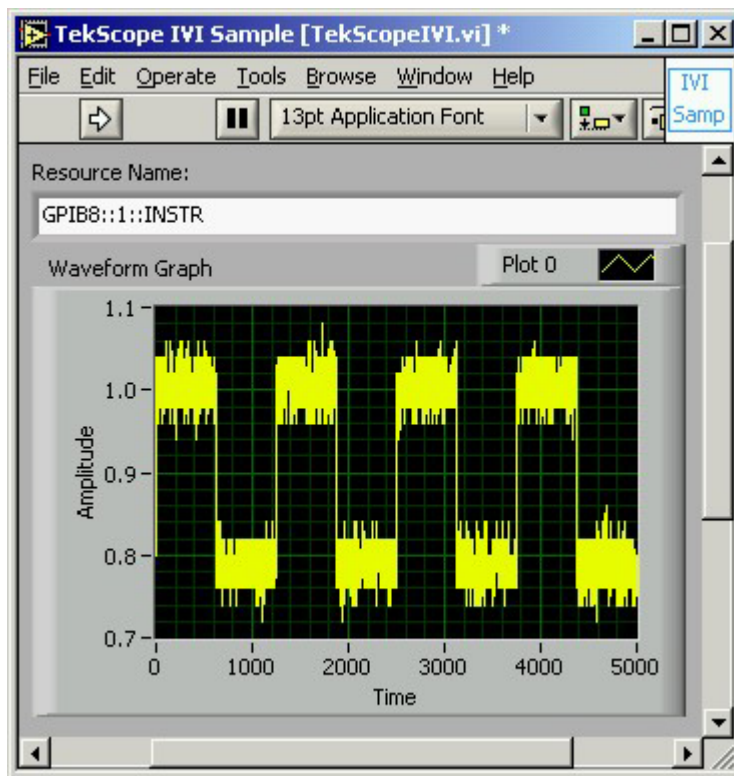 TekScope IVI Sample [TekScopeIVI.vi] *
File Edit Operate Tools Browse Window Help
IVI
Samp
13pt Application Font
Resource Name:
GPIB8::1::INSTR
Waveform Graph
Plot 0
1.1
1.0
0.9
0.8
0.7
Amplitude
0 1000 2000 3000 4000 5000
Time